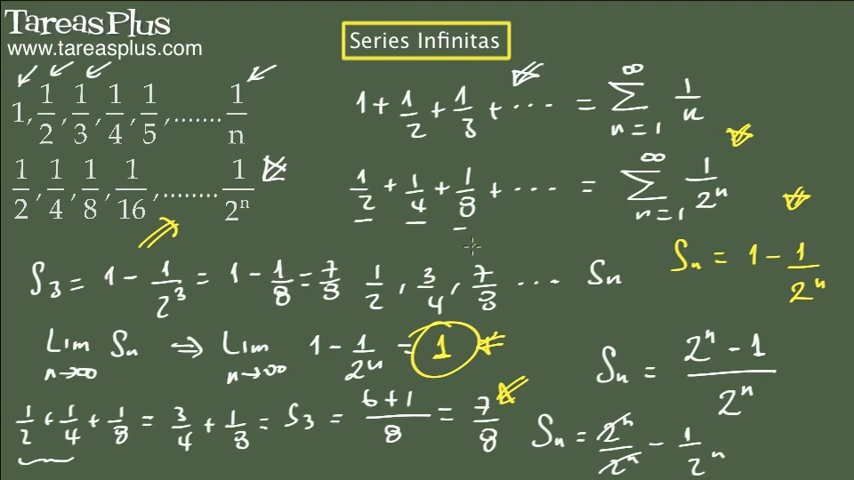 TareasPlus
www.tareasplus.com
Series Infinitas
1, 1/2, 1/3, 1/4, 1/5, ....... 1/n
1 + 1/2 + 1/3 + ... = ∑_{n=1}^{∞} 1/n
1/2, 1/4, 1/8, 1/16, ........ 1/2^n
1/2 + 1/4 + 1/8 + ... = ∑_{n=1}^{∞} 1/2^n
S_n = 1 - 1/2^n
S_3 = 1 - 1/2^3 = 1 - 1/8 = 7/8
1/2, 3/4, 7/8 ... S_n
Lim_{n→∞} S_n ⇒ Lim_{n→∞} 1 - 1/2^n = 1
S_n = (2^n - 1)/2^n
1/2 + 1/4 + 1/8 = 3/4 + 1/8 = S_3 = (6+1)/8 = 7/8
S_n = 2^n/2^n - 1/2^n